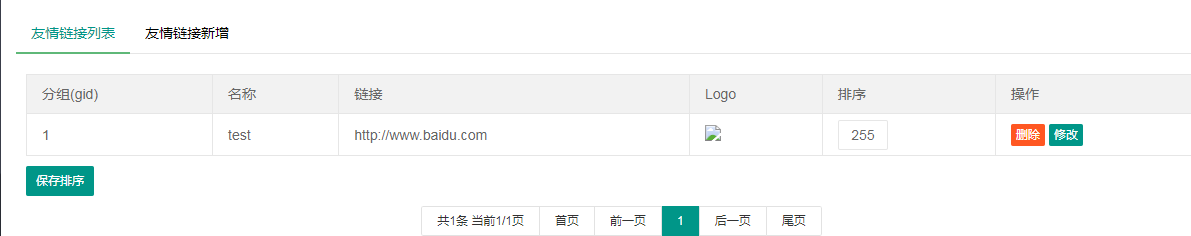 友情链接列表 友情链接新增
分组(gid) 名称 链接 Logo 排序 操作
1 test http://www.baidu.com 255 删除 修改
保存排序
共1条 当前1/1页 首页 前一页 1 后一页 尾页